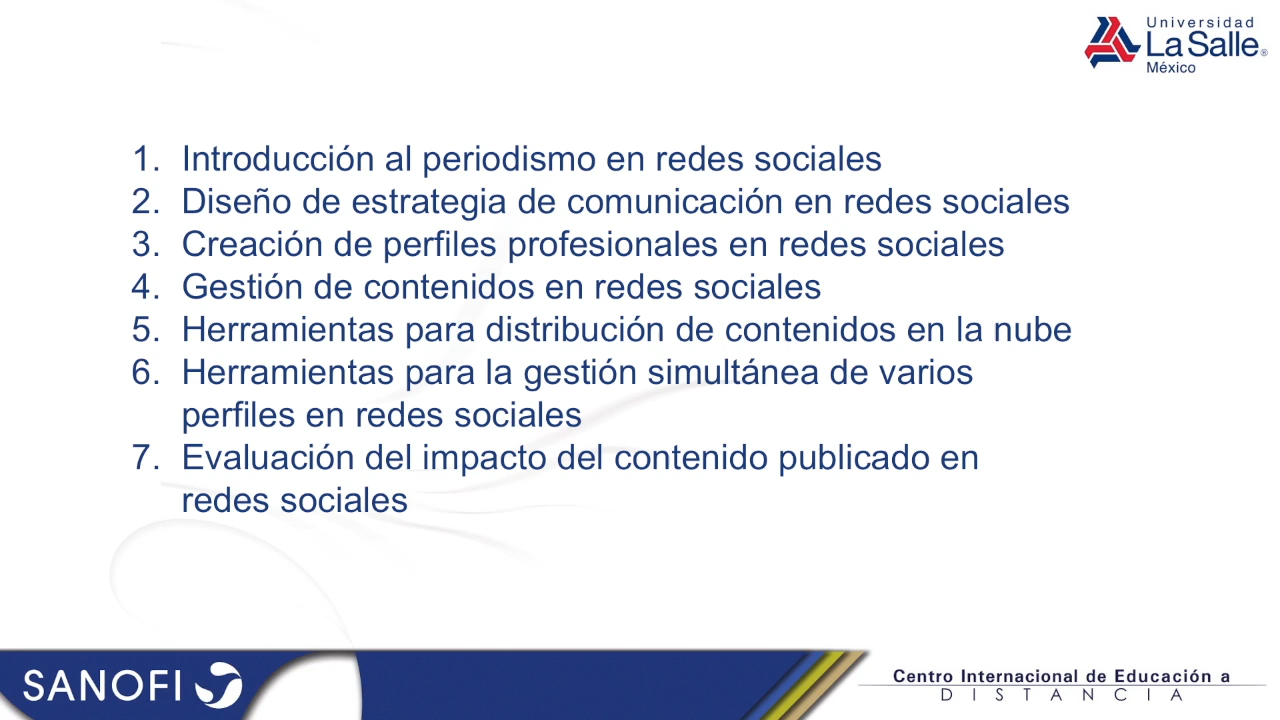 Universidad
La Salle®
México
1. Introducción al periodismo en redes sociales
2. Diseño de estrategia de comunicación en redes sociales
3. Creación de perfiles profesionales en redes sociales
4. Gestión de contenidos en redes sociales
5. Herramientas para distribución de contenidos en la nube
6. Herramientas para la gestión simultánea de varios
perfiles en redes sociales
7. Evaluación del impacto del contenido publicado en
redes sociales
SANOFI
Centro Internacional de Educación a
DISTANCIA